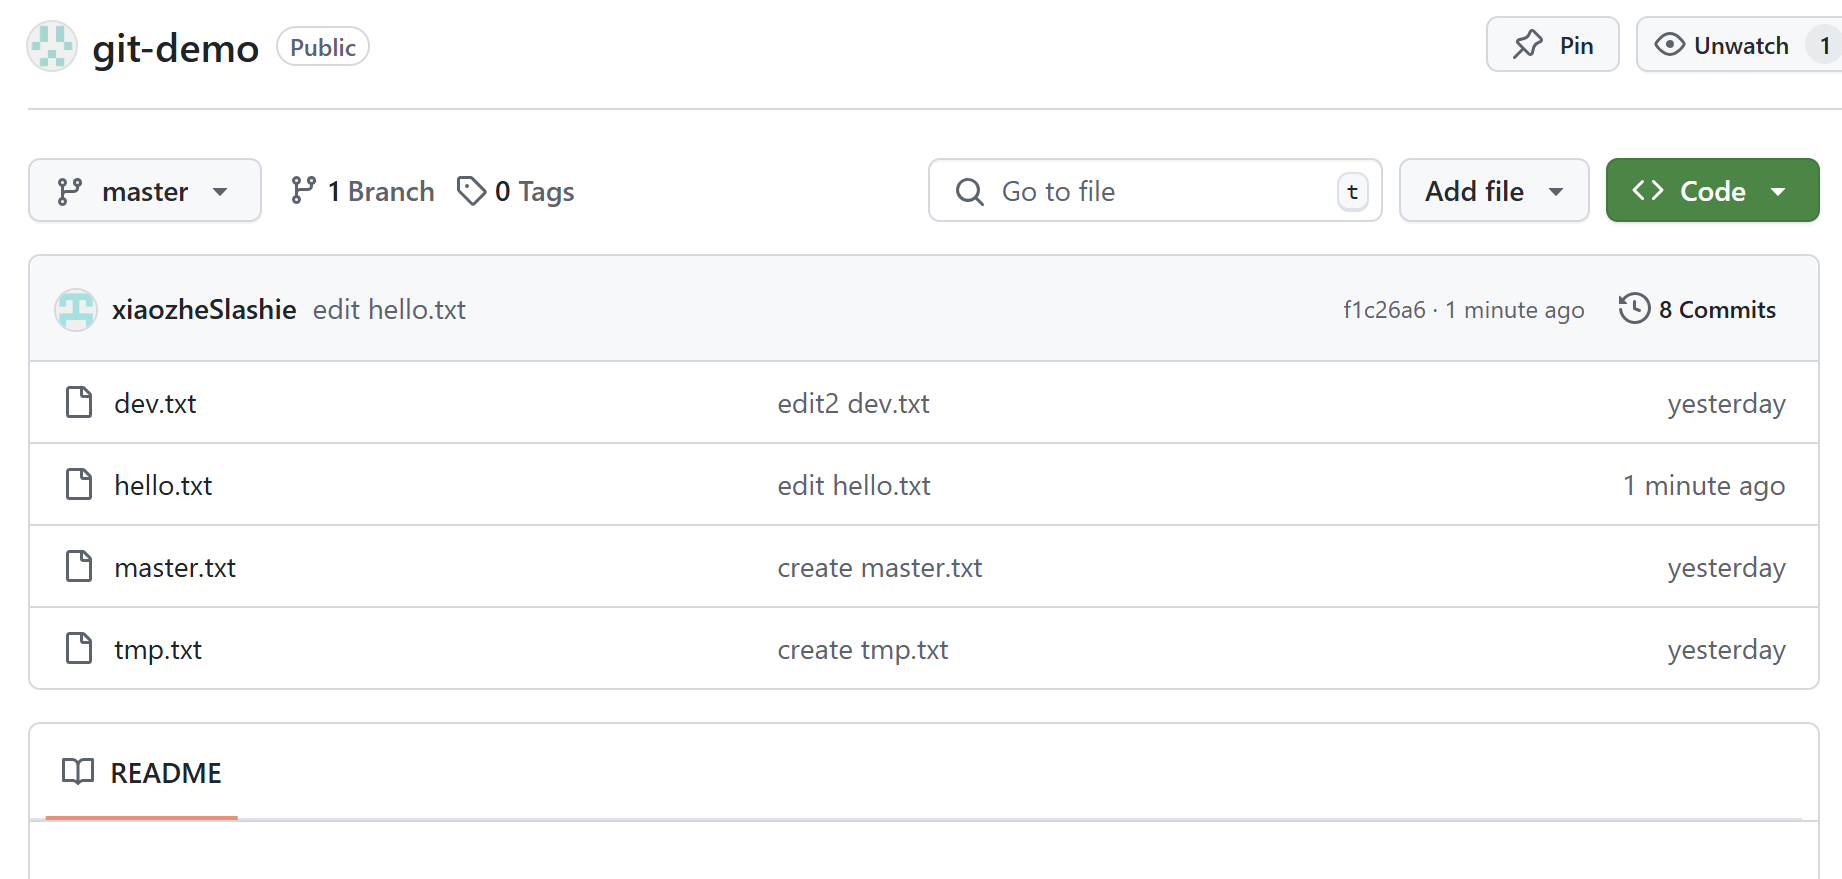 git-demo Public Pin Unwatch 1
master 1 Branch 0 Tags Go to file t Add file Code
xiaozheSlashie edit hello.txt f1c26a6 · 1 minute ago 8 Commits
dev.txt edit2 dev.txt yesterday
hello.txt edit hello.txt 1 minute ago
master.txt create master.txt yesterday
tmp.txt create tmp.txt yesterday
README